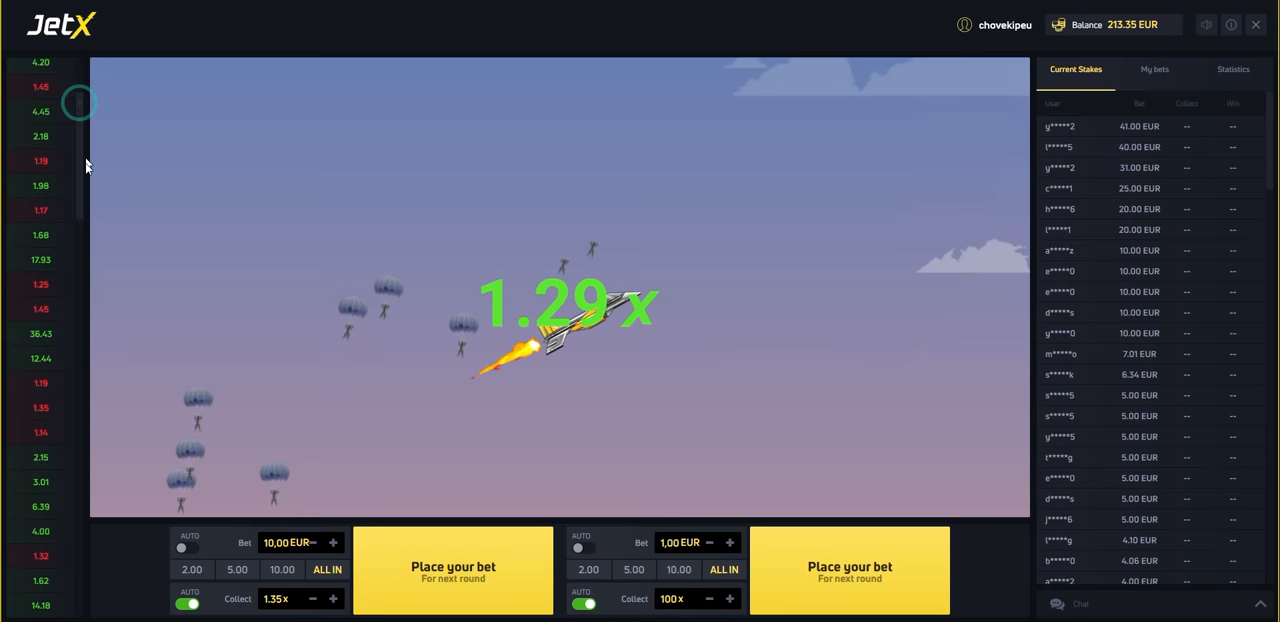 JetX
chovekipeu
Balance 213.35 EUR
4.20
1.45
4.45
2.18
1.19
1.98
1.17
1.68
17.93
1.25
1.45
36.43
12.44
1.19
1.35
1.14
2.15
3.01
6.39
4.00
1.32
1.62
14.18
1.29 x
Current Stakes My bets Statistics
User Bet Collect Win
y*****2 41.00 EUR -- --
l*****5 40.00 EUR -- --
y*****2 31.00 EUR -- --
c*****1 25.00 EUR -- --
h*****6 20.00 EUR -- --
l*****1 20.00 EUR -- --
a*****z 10.00 EUR -- --
e*****0 10.00 EUR -- --
e*****0 10.00 EUR -- --
d*****s 10.00 EUR -- --
y*****0 10.00 EUR -- --
m*****o 7.01 EUR -- --
s*****k 6.34 EUR -- --
s*****5 5.00 EUR -- --
s*****5 5.00 EUR -- --
y*****5 5.00 EUR -- --
t*****g 5.00 EUR -- --
e*****0 5.00 EUR -- --
d*****s 5.00 EUR -- --
j*****6 5.00 EUR -- --
l*****g 4.10 EUR -- --
b*****0 4.06 EUR -- --
a*****2 4.00 EUR -- --
Chat
AUTO Bet 10,00EUR – +
2.00 5.00 10.00 ALL IN
AUTO Collect 1.35x – +
Place your bet
For next round
AUTO Bet 1,00EUR – +
2.00 5.00 10.00 ALL IN
AUTO Collect 100x – +
Place your bet
For next round